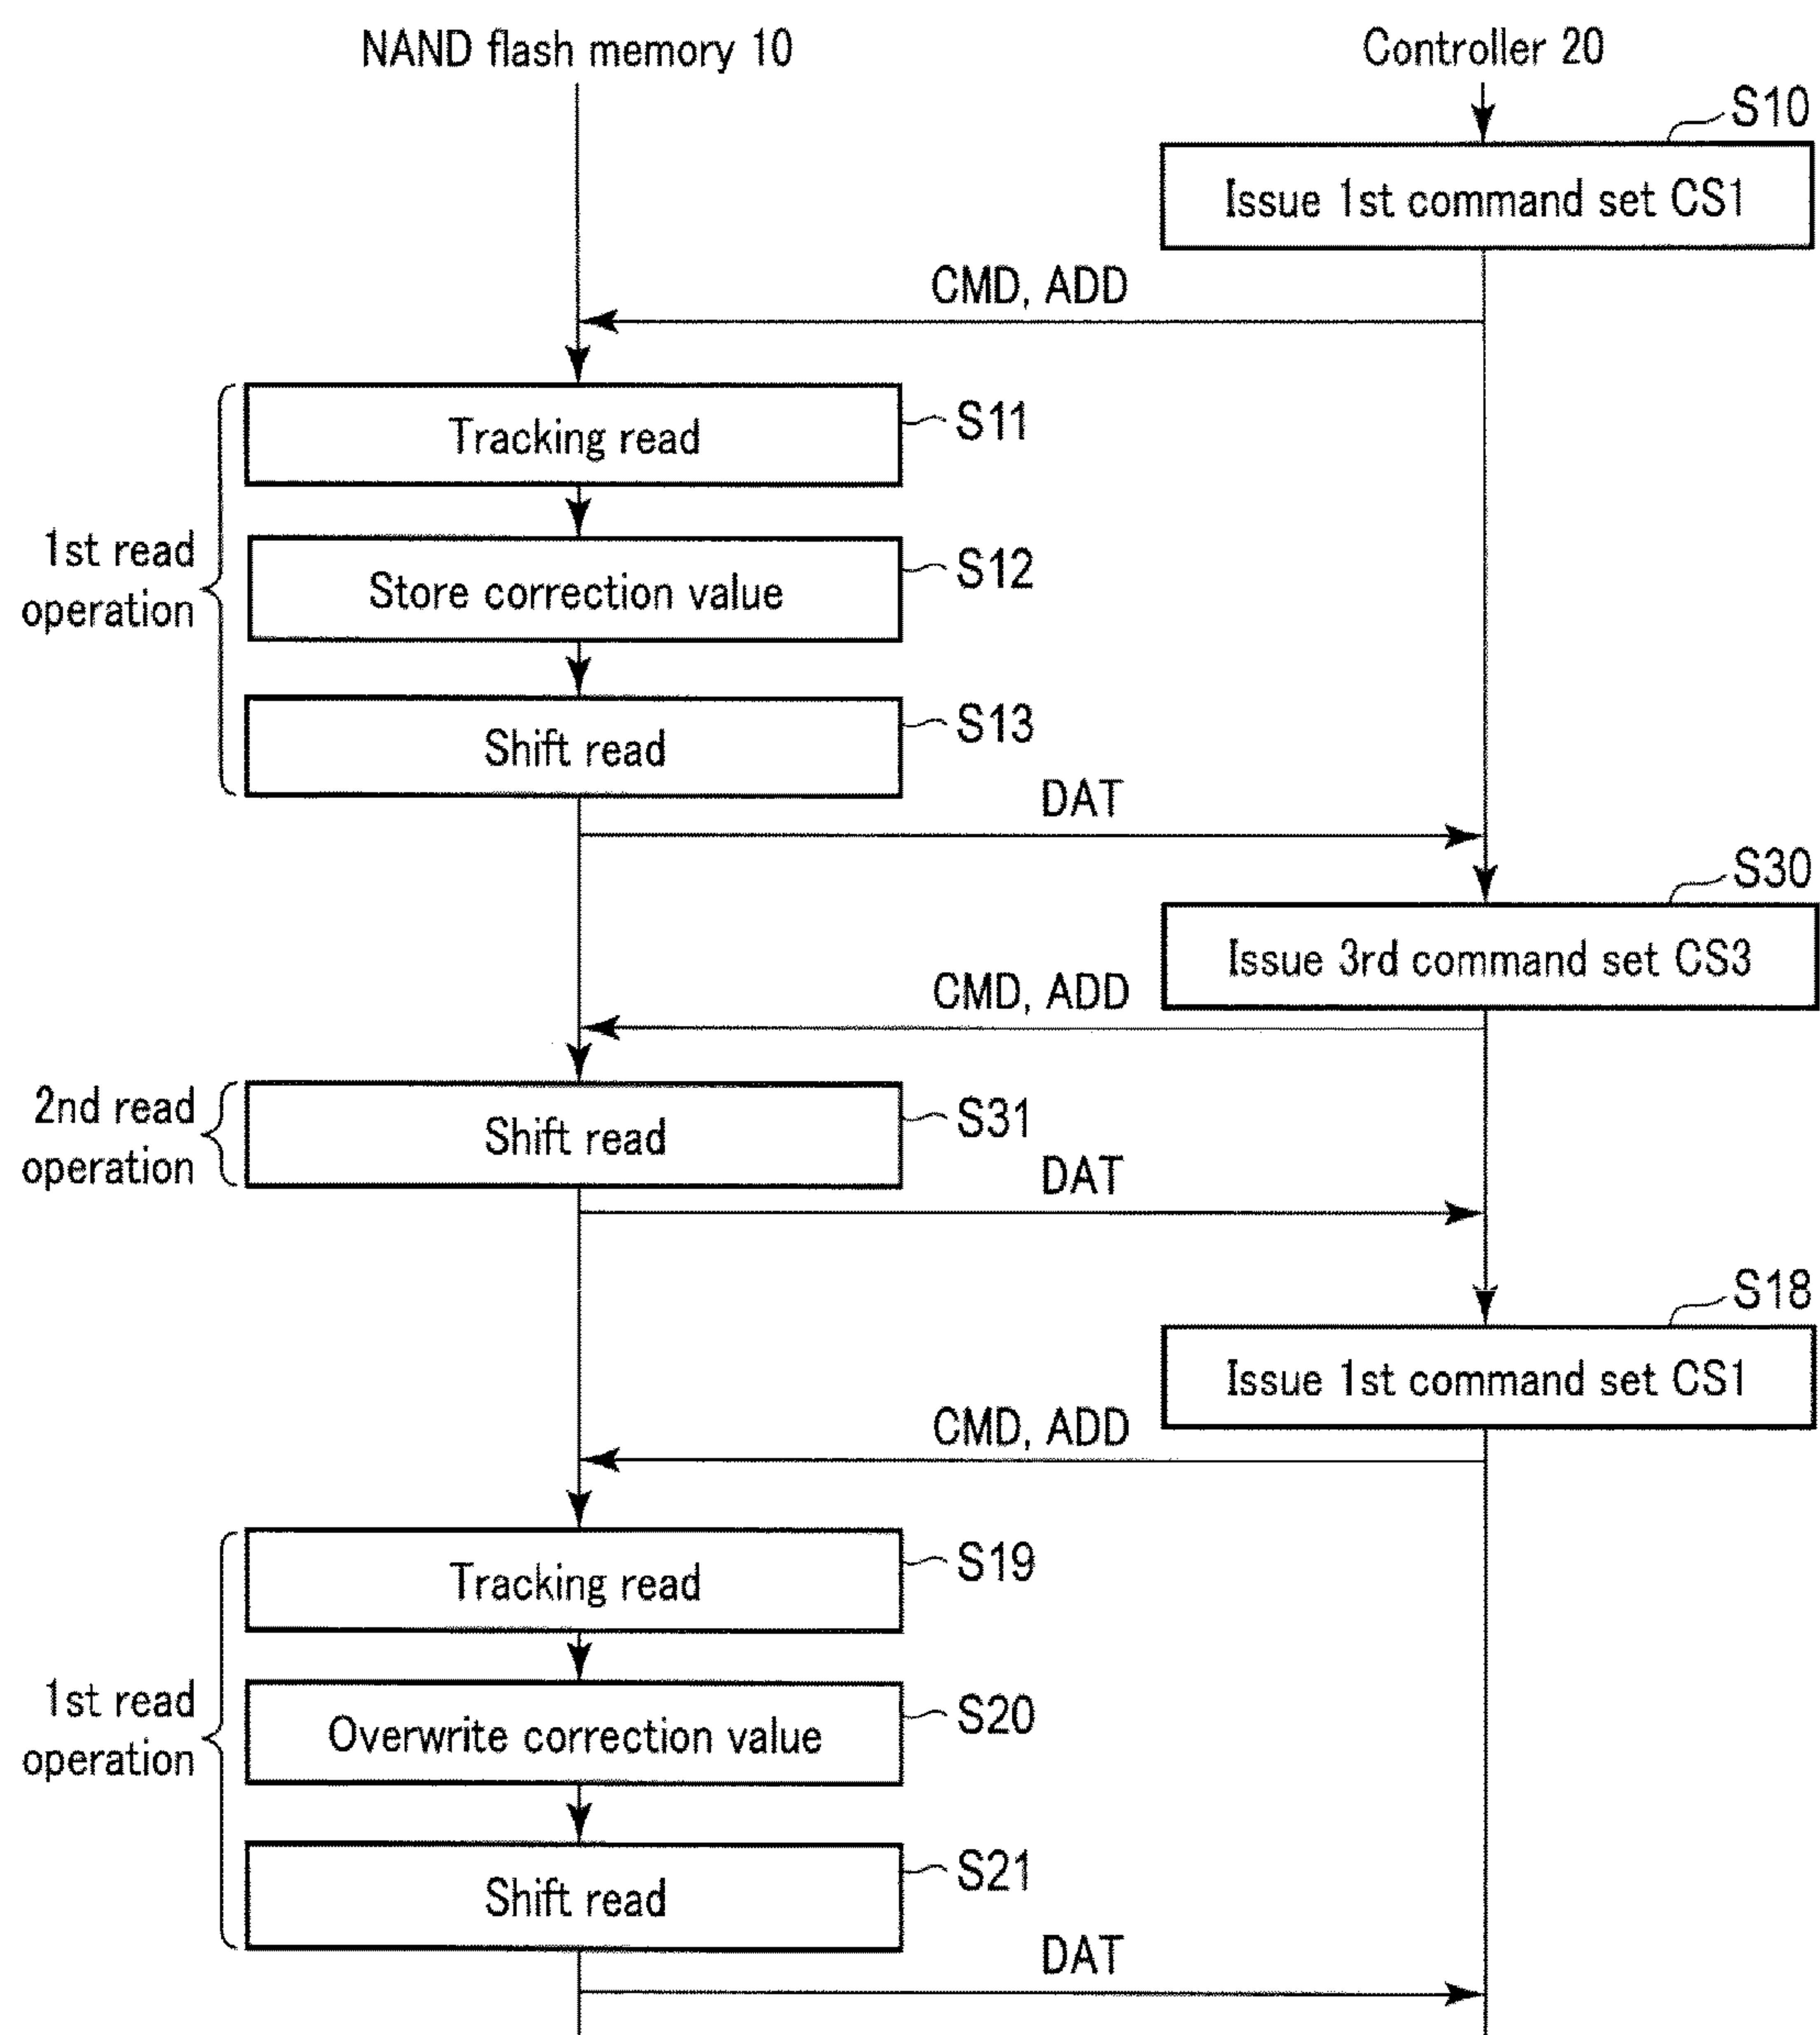 NAND flash memory 10
Controller 20
S10
Issue 1st command set CS1
CMD, ADD
S11
Tracking read
1st read
operation
S12
Store correction value
S13
Shift read
DAT
S30
Issue 3rd command set CS3
CMD, ADD
2nd read
operation
S31
Shift read
DAT
S18
Issue 1st command set CS1
CMD, ADD
S19
Tracking read
1st read
operation
S20
Overwrite correction value
S21
Shift read
DAT